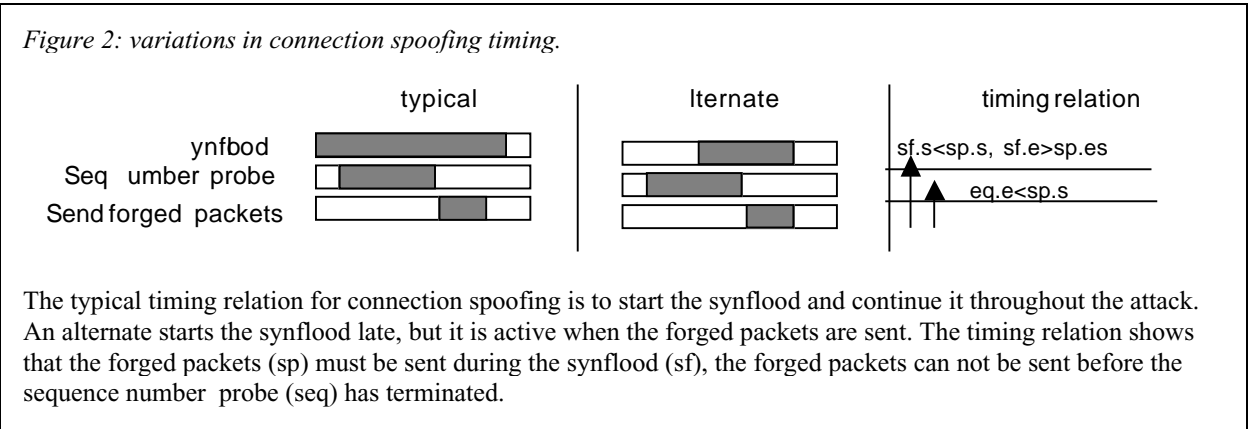 Figure 2: variations in connection spoofing timing.
typical lternate timing relation
ynfbod sf.s<sp.s, sf.e>sp.es
Seq umber probe eq.e<sp.s
Send forged packets
The typical timing relation for connection spoofing is to start the synflood and continue it throughout the attack.
An alternate starts the synflood late, but it is active when the forged packets are sent. The timing relation shows
that the forged packets (sp) must be sent during the synflood (sf), the forged packets can not be sent before the
sequence number probe (seq) has terminated.